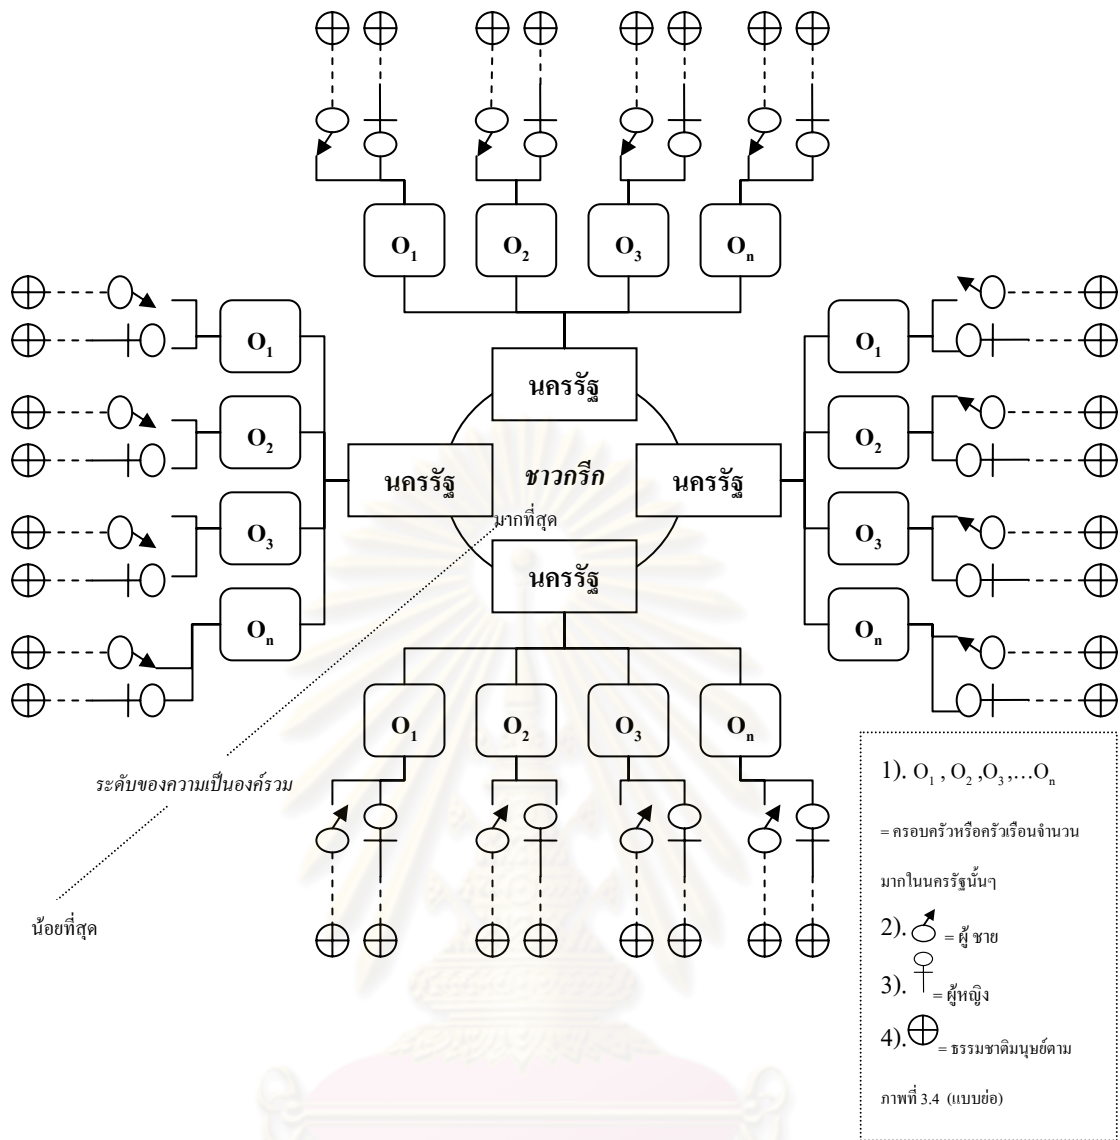 O1
O2
O3
On
O1
O2
O3
On
O1
O2
O3
On
นครรัฐ
นครรัฐ
ชาวกรีก
นครรัฐ
มากที่สุด
นครรัฐ
O1
O2
O3
On
ระดับของความเป็นองค์รวม
น้อยที่สุด
1). O1 , O2 ,O3 ,…On
= ครอบครัวหรือครัวเรือนจำนวน
มากในนครรัฐนั้นๆ
2). = ผู้ ชาย
3). = ผู้หญิง
4). = ธรรมชาติมนุษย์ตาม
ภาพที่ 3.4 (แบบย่อ)